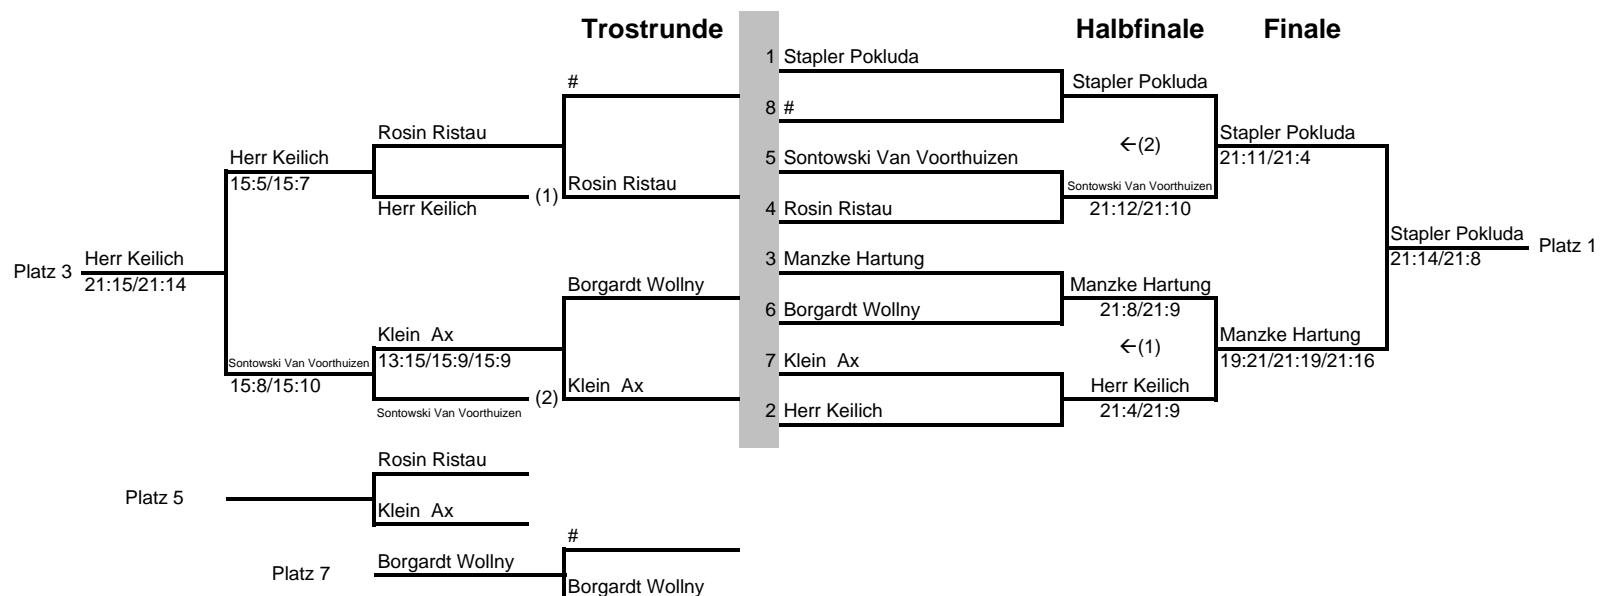 Trostrunde
Halbfinale
Finale
1 Stapler Pokluda
# Stapler Pokluda
8 #
Rosin Ristau
Stapler Pokluda
←(2)
Herr Keilich
5 Sontowski Van Voorthuizen
21:11/21:4
15:5/15:7
Rosin Ristau
Sontowski Van Voorthuizen
(1)
Herr Keilich
4 Rosin Ristau
21:12/21:10
Stapler Pokluda
Platz 1
Herr Keilich
3 Manzke Hartung
21:14/21:8
Platz 3
21:15/21:14
Borgardt Wollny
Manzke Hartung
6 Borgardt Wollny
21:8/21:9
Klein Ax
Manzke Hartung
←(1)
Sontowski Van Voorthuizen
13:15/15:9/15:9
7 Klein Ax
19:21/21:19/21:16
15:8/15:10
Klein Ax
Herr Keilich
(2)
Sontowski Van Voorthuizen
2 Herr Keilich
21:4/21:9
Rosin Ristau
Platz 5
Klein Ax
#
Borgardt Wollny
Platz 7
Borgardt Wollny